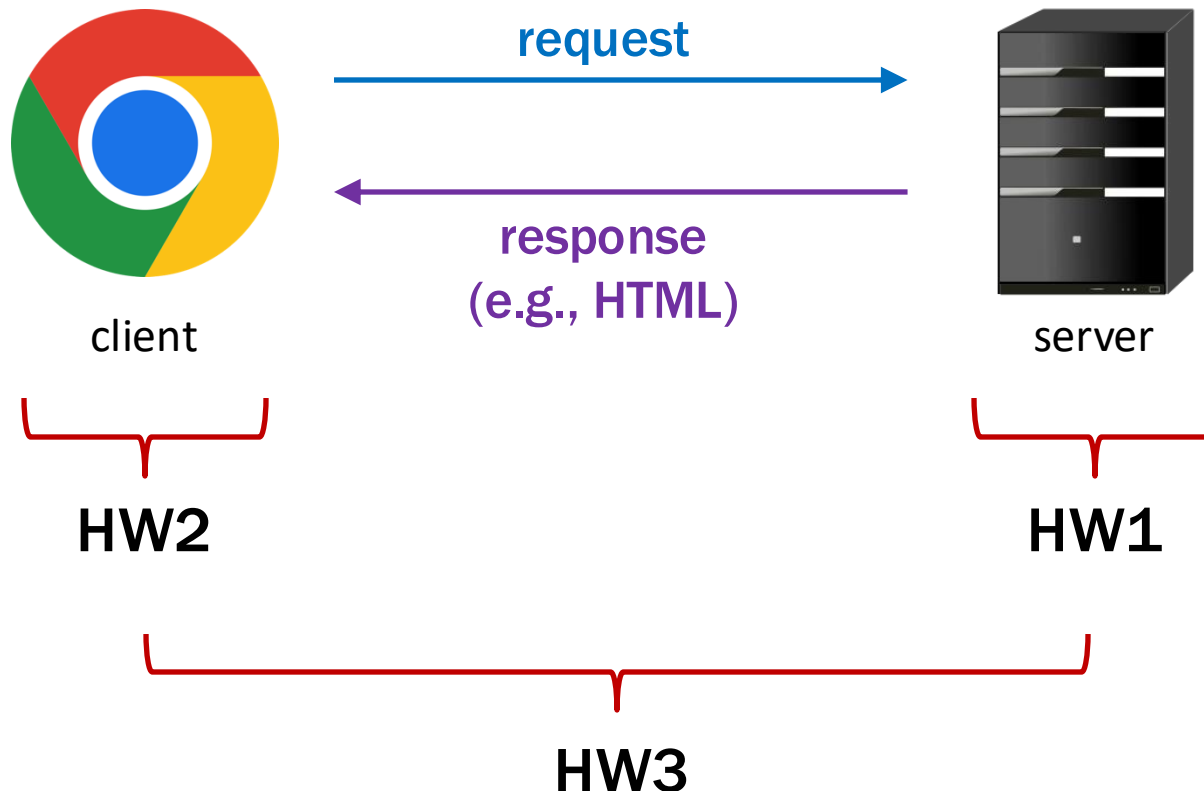 request
response
(e.g., HTML)
client
server
HW2
HW1
HW3